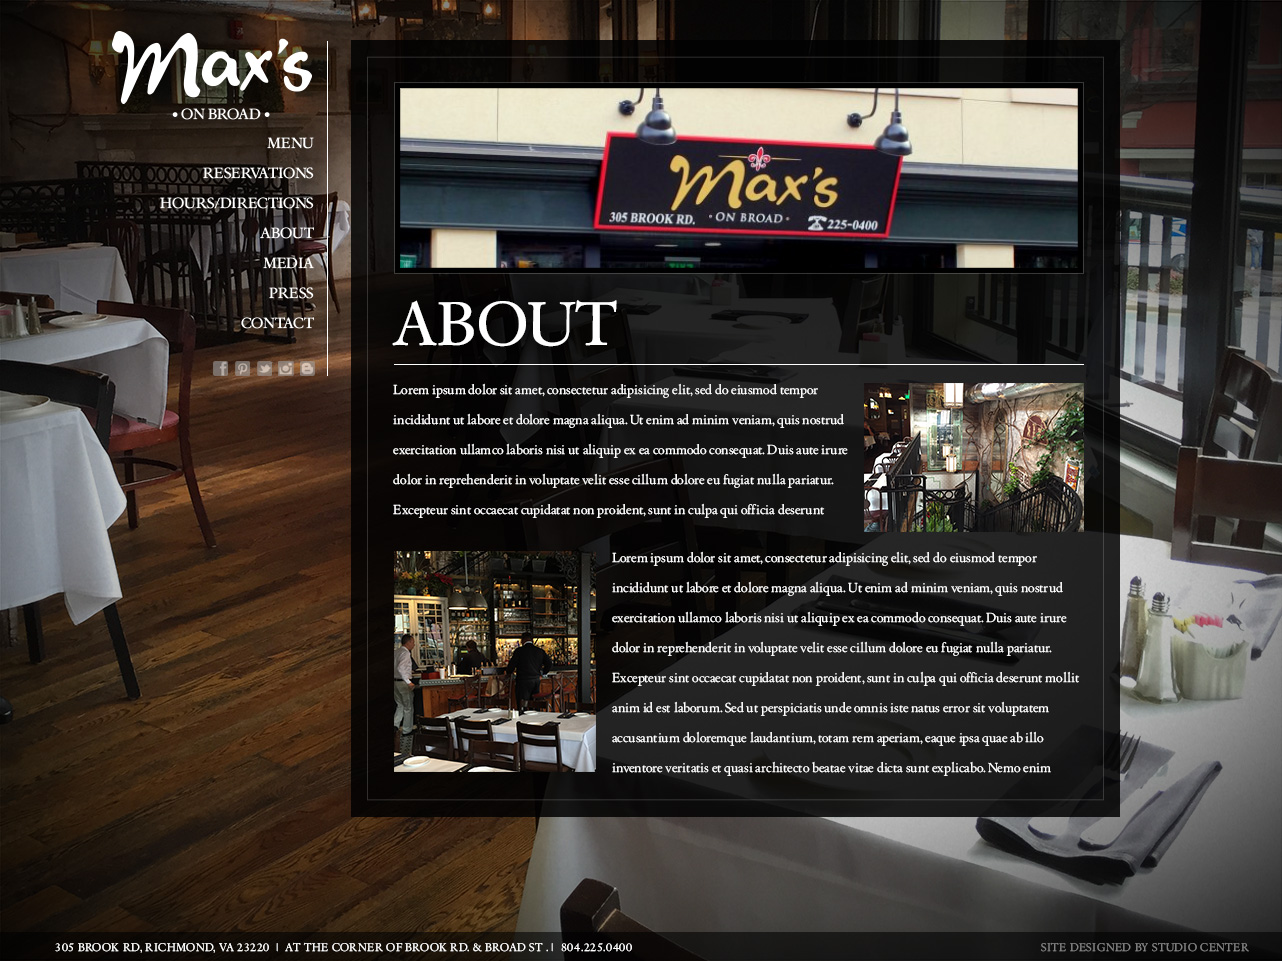 Max's
• ON BROAD •
MENU
RESERVATIONS
HOURS/DIRECTIONS
ABOUT
MEDIA
PRESS
CONTACT
Max's
305 BROOK RD. • ON BROAD • ☎ 225-0400
ABOUT
Lorem ipsum dolor sit amet, consectetur adipisicing elit, sed do eiusmod tempor
incididunt ut labore et dolore magna aliqua. Ut enim ad minim veniam, quis nostrud
exercitation ullamco laboris nisi ut aliquip ex ea commodo consequat. Duis aute irure
dolor in reprehenderit in voluptate velit esse cillum dolore eu fugiat nulla pariatur.
Excepteur sint occaecat cupidatat non proident, sunt in culpa qui officia deserunt
Lorem ipsum dolor sit amet, consectetur adipisicing elit, sed do eiusmod tempor
incididunt ut labore et dolore magna aliqua. Ut enim ad minim veniam, quis nostrud
exercitation ullamco laboris nisi ut aliquip ex ea commodo consequat. Duis aute irure
dolor in reprehenderit in voluptate velit esse cillum dolore eu fugiat nulla pariatur.
Excepteur sint occaecat cupidatat non proident, sunt in culpa qui officia deserunt mollit
anim id est laborum. Sed ut perspiciatis unde omnis iste natus error sit voluptatem
accusantium doloremque laudantium, totam rem aperiam, eaque ipsa quae ab illo
inventore veritatis et quasi architecto beatae vitae dicta sunt explicabo. Nemo enim
305 BROOK RD, RICHMOND, VA 23220 | AT THE CORNER OF BROOK RD. & BROAD ST . | 804.225.0400
SITE DESIGNED BY STUDIO CENTER